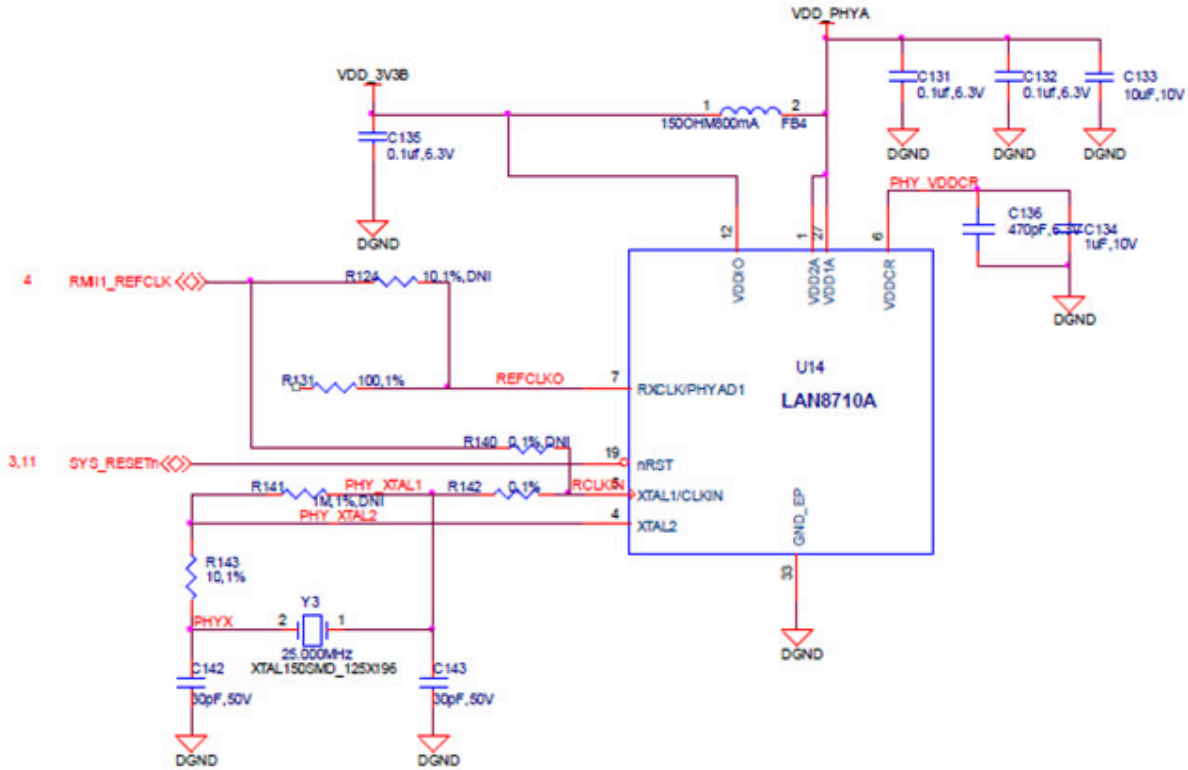 VDD_PHYA
VDD_3V3B
C131
0.1uf,6.3V
C132
0.1uf,6.3V
C133
10uF,10V
1
2
150OHM800mA
FB4
C135
0.1uf,6.3V
DGND
DGND
DGND
DGND
PHY_VDDCR
C136
470pF,6.3V
C134
1uF,10V
DGND
12
1
27
6
VDDIO
VDD2A
VDD1A
VDDCR
4
RMII1_REFCLK
R124
10,1%,DNI
U14
LAN8710A
R131
100,1%
REFCLKO
7
RXCLK/PHYAD1
R140
0,1%,DNI
3,11
SYS_RESETn
19
nRST
R141
1M,1%,DNI
PHY_XTAL1
R142
0,1%
RCLKIN
5
XTAL1/CLKIN
PHY_XTAL2
4
XTAL2
GND_EP
33
DGND
R143
10,1%
PHYX
Y3
2
1
25.000MHz
XTAL150SMD_125X196
C142
30pF,50V
C143
30pF,50V
DGND
DGND